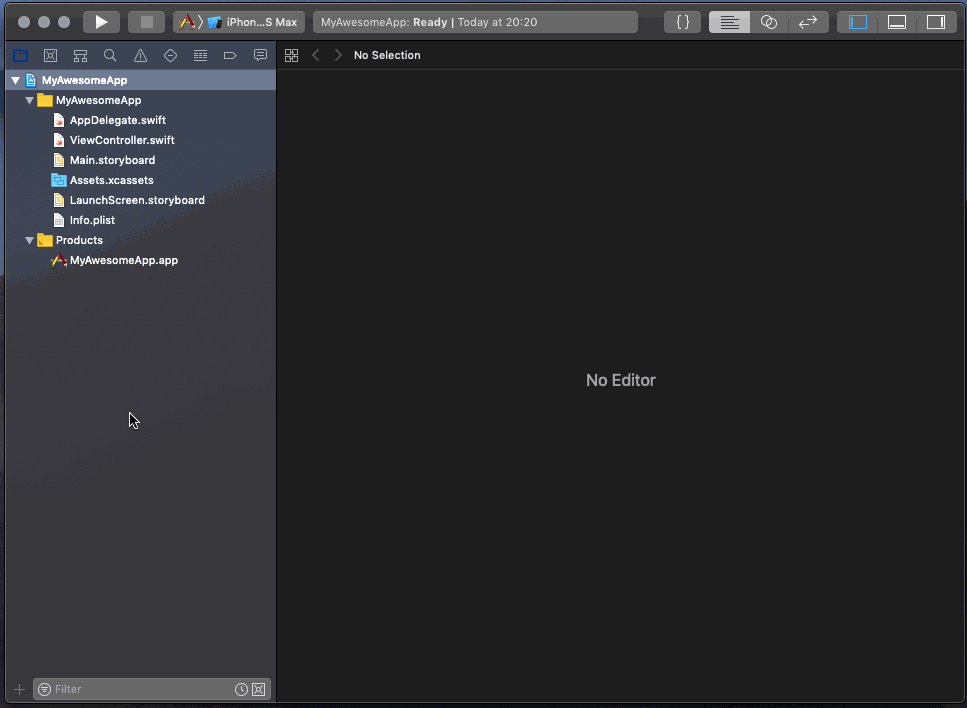 iPhon...S Max
MyAwesomeApp: Ready | Today at 20:20
{}
No Selection
MyAwesomeApp
MyAwesomeApp
AppDelegate.swift
ViewController.swift
Main.storyboard
Assets.xcassets
LaunchScreen.storyboard
Info.plist
Products
MyAwesomeApp.app
No Editor
Filter